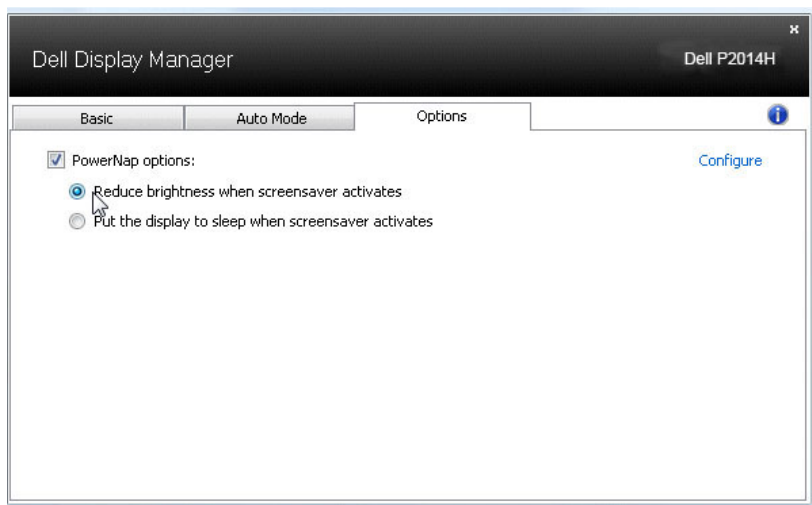 Dell Display Manager
Dell P2014H
Basic
Auto Mode
Options
PowerNap options:
Configure
Reduce brightness when screensaver activates
Put the display to sleep when screensaver activates